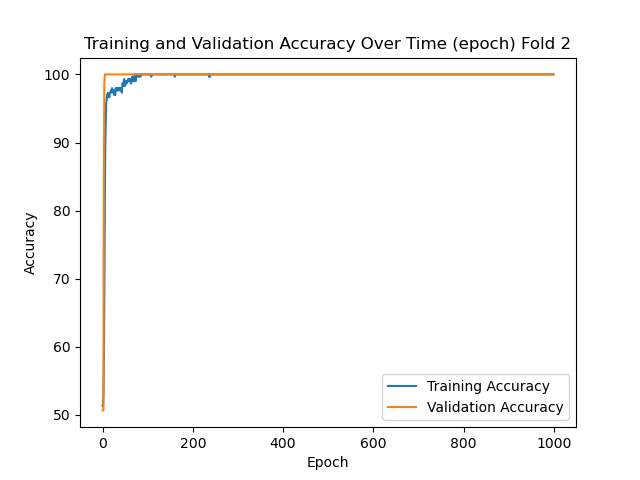 Training and Validation Accuracy Over Time (epoch) Fold 2
100
90
80
70
60
50
Accuracy
Training Accuracy
Validation Accuracy
0
200
400
600
800
1000
Epoch